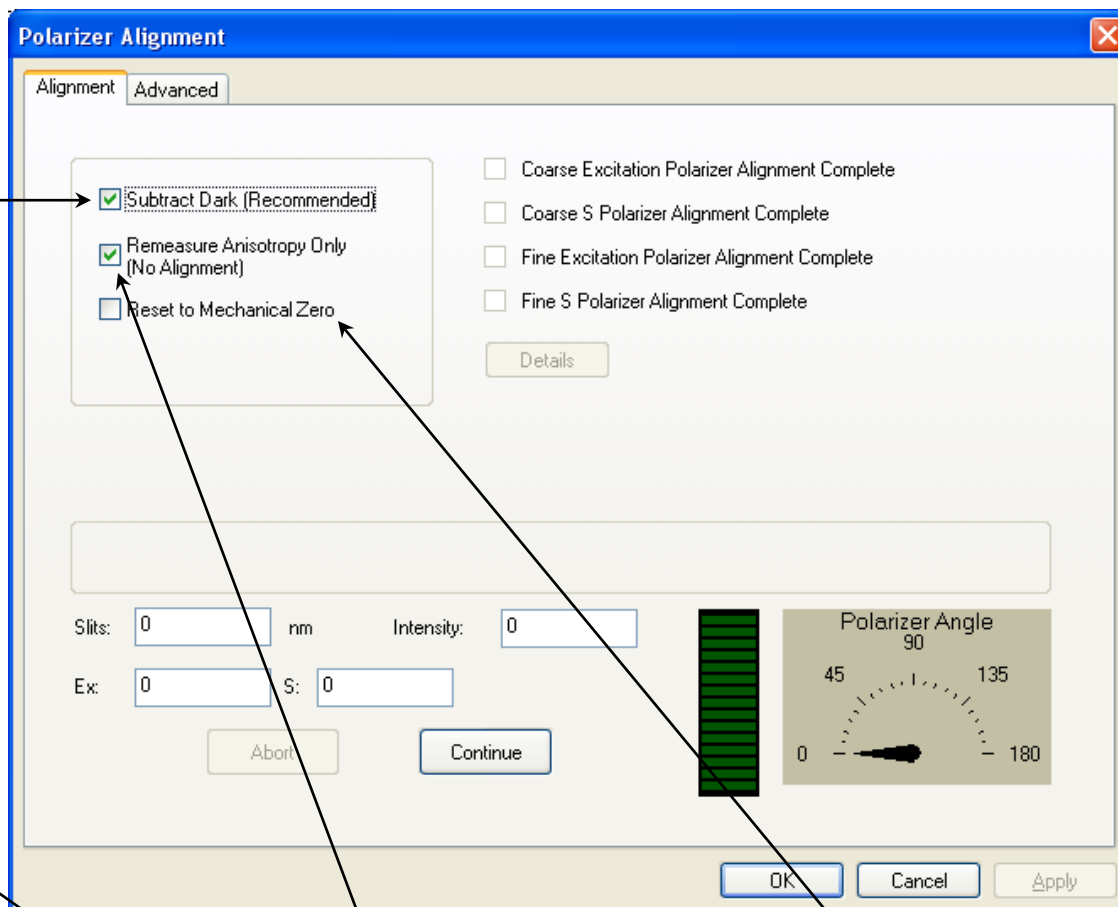 Polarizer Alignment
Alignment Advanced
Subtract Dark (Recommended)
Remeasure Anisotropy Only
(No Alignment)
Reset to Mechanical Zero
Coarse Excitation Polarizer Alignment Complete
Coarse S Polarizer Alignment Complete
Fine Excitation Polarizer Alignment Complete
Fine S Polarizer Alignment Complete
Details
Slits: 0 nm Intensity: 0
Ex: 0 S: 0
Abort Continue
Polarizer Angle
90
45 135
0 180
OK Cancel Apply